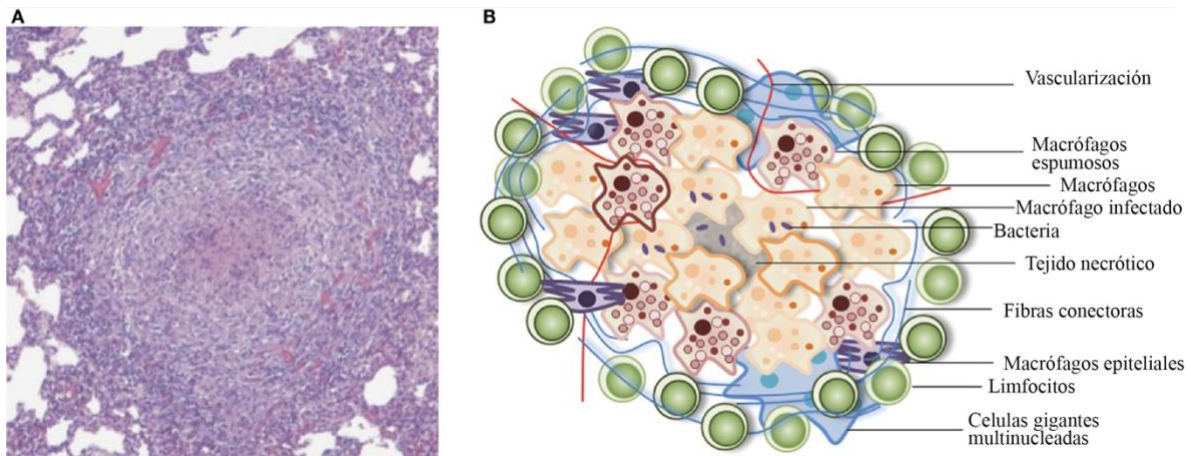 A
B
Vascularización
Macrófagos
espumosos
Macrófagos
Macrófago infectado
Bacteria
Tejido necrótico
Fibras conectoras
Macrófagos epiteliales
Limfocitos
Celulas gigantes
multinucleadas